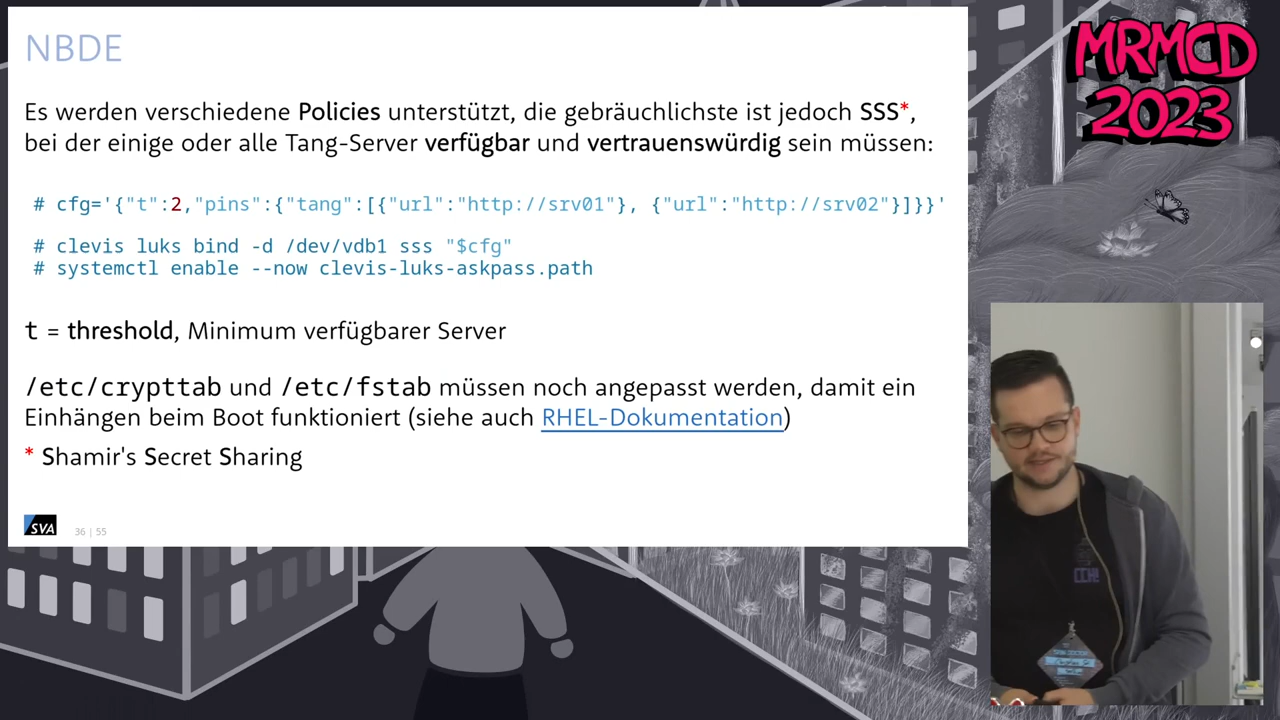 NBDE
Es werden verschiedene Policies unterstützt, die gebräuchlichste ist jedoch SSS*,
bei der einige oder alle Tang-Server verfügbar und vertrauenswürdig sein müssen:
# cfg='{"t":2,"pins":{"tang":[{"url":"http://srv01"}, {"url":"http://srv02"}]}}'
# clevis luks bind -d /dev/vdb1 sss "$cfg"
# systemctl enable --now clevis-luks-askpass.path
t = threshold, Minimum verfügbarer Server
/etc/crypttab und /etc/fstab müssen noch angepasst werden, damit ein
Einhängen beim Boot funktioniert (siehe auch RHEL-Dokumentation)
* Shamir's Secret Sharing
SVA
36 | 55
MRMCD
2023